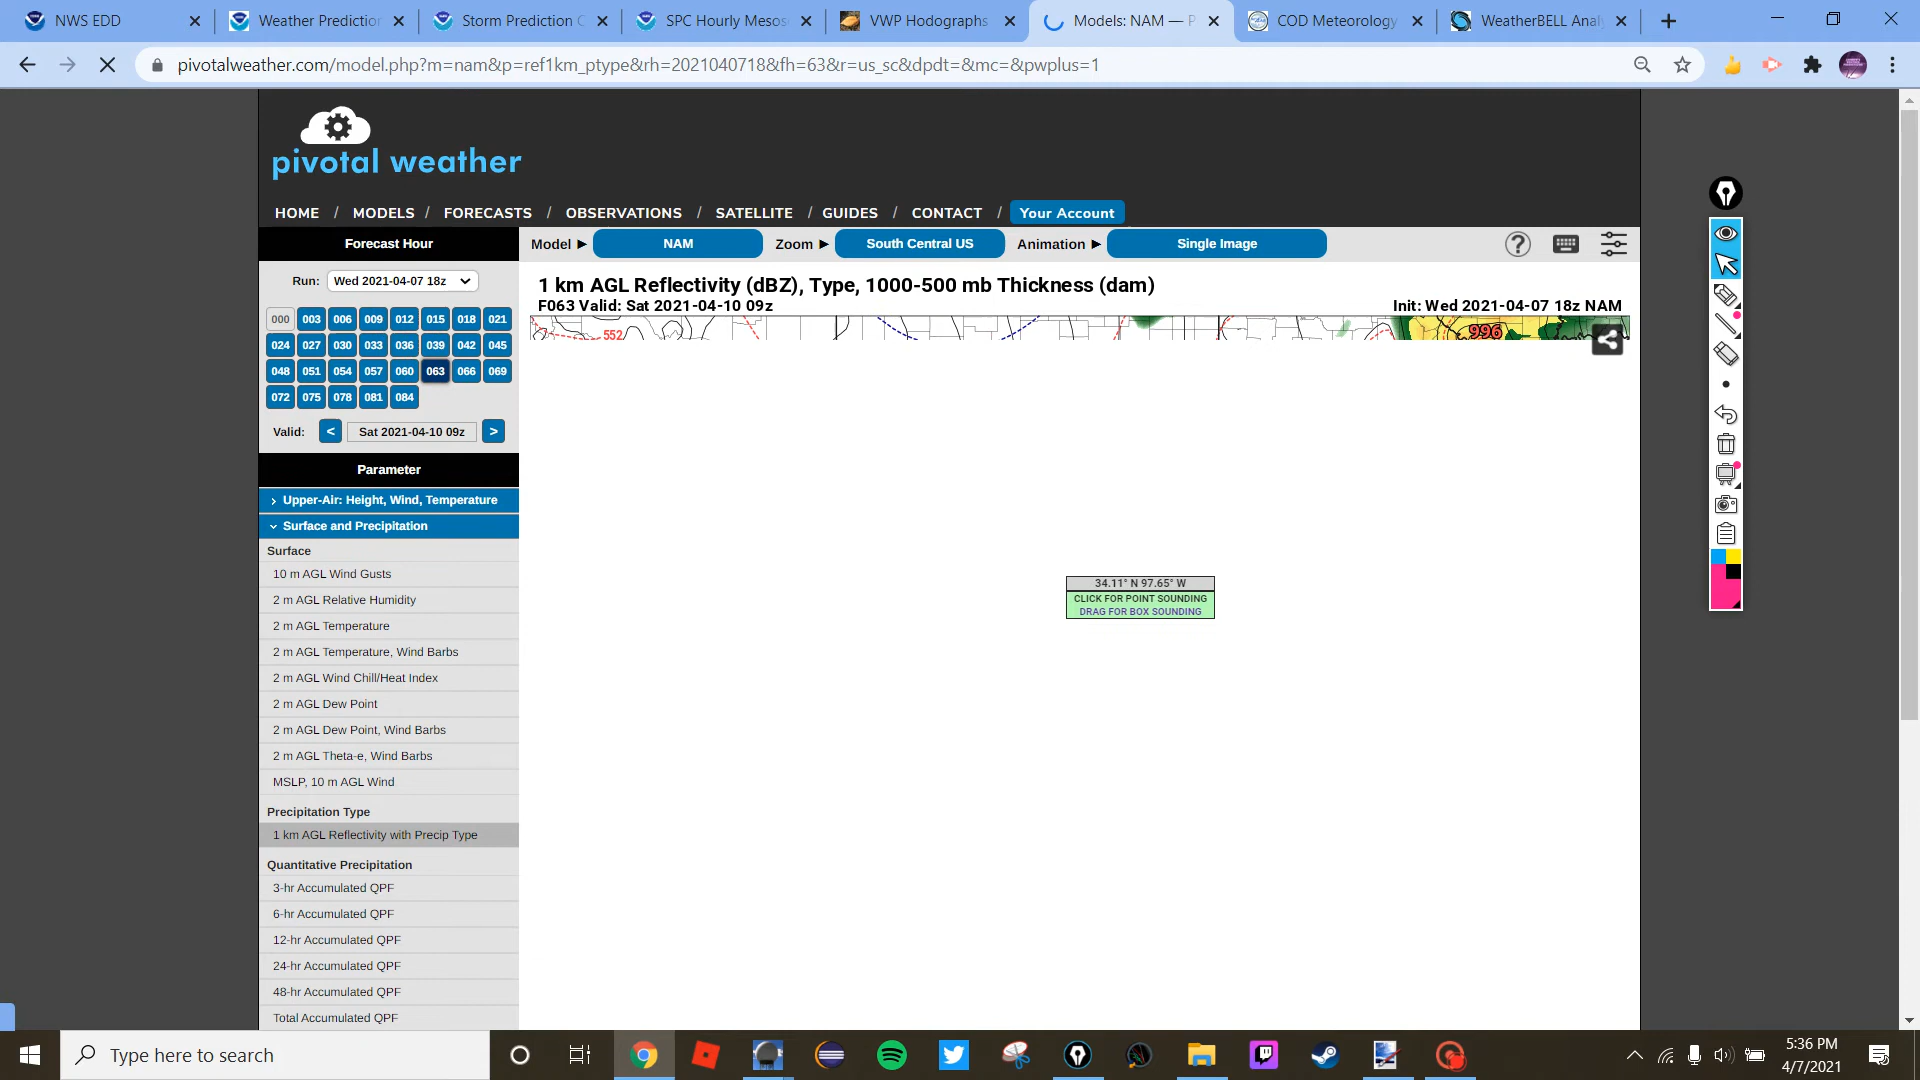 NWS EDD
Weather Prediction
Storm Prediction C
SPC Hourly Mesos
VWP Hodographs
Models: NAM — P
COD Meteorology
WeatherBELL Analy
pivotalweather.com/model.php?m=nam&p=ref1km_ptype&rh=2021040718&fh=63&r=us_sc&dpdt=&mc=&pwplus=1
pivotal weather
HOME / MODELS / FORECASTS / OBSERVATIONS / SATELLITE / GUIDES / CONTACT / Your Account
Forecast Hour
Model ▶ NAM Zoom ▶ South Central US Animation ▶ Single Image
Run: Wed 2021-04-07 18z
000 003 006 009 012 015 018 021
024 027 030 033 036 039 042 045
048 051 054 057 060 063 066 069
072 075 078 081 084
Valid: < Sat 2021-04-10 09z >
1 km AGL Reflectivity (dBZ), Type, 1000-500 mb Thickness (dam)
F063 Valid: Sat 2021-04-10 09z
Init: Wed 2021-04-07 18z NAM
552
996
34.11° N 97.65° W
CLICK FOR POINT SOUNDING
DRAG FOR BOX SOUNDING
Parameter
Upper-Air: Height, Wind, Temperature
Surface and Precipitation
Surface
10 m AGL Wind Gusts
2 m AGL Relative Humidity
2 m AGL Temperature
2 m AGL Temperature, Wind Barbs
2 m AGL Wind Chill/Heat Index
2 m AGL Dew Point
2 m AGL Dew Point, Wind Barbs
2 m AGL Theta-e, Wind Barbs
MSLP, 10 m AGL Wind
Precipitation Type
1 km AGL Reflectivity with Precip Type
Quantitative Precipitation
3-hr Accumulated QPF
6-hr Accumulated QPF
12-hr Accumulated QPF
24-hr Accumulated QPF
48-hr Accumulated QPF
Total Accumulated QPF
Type here to search
5:36 PM
4/7/2021